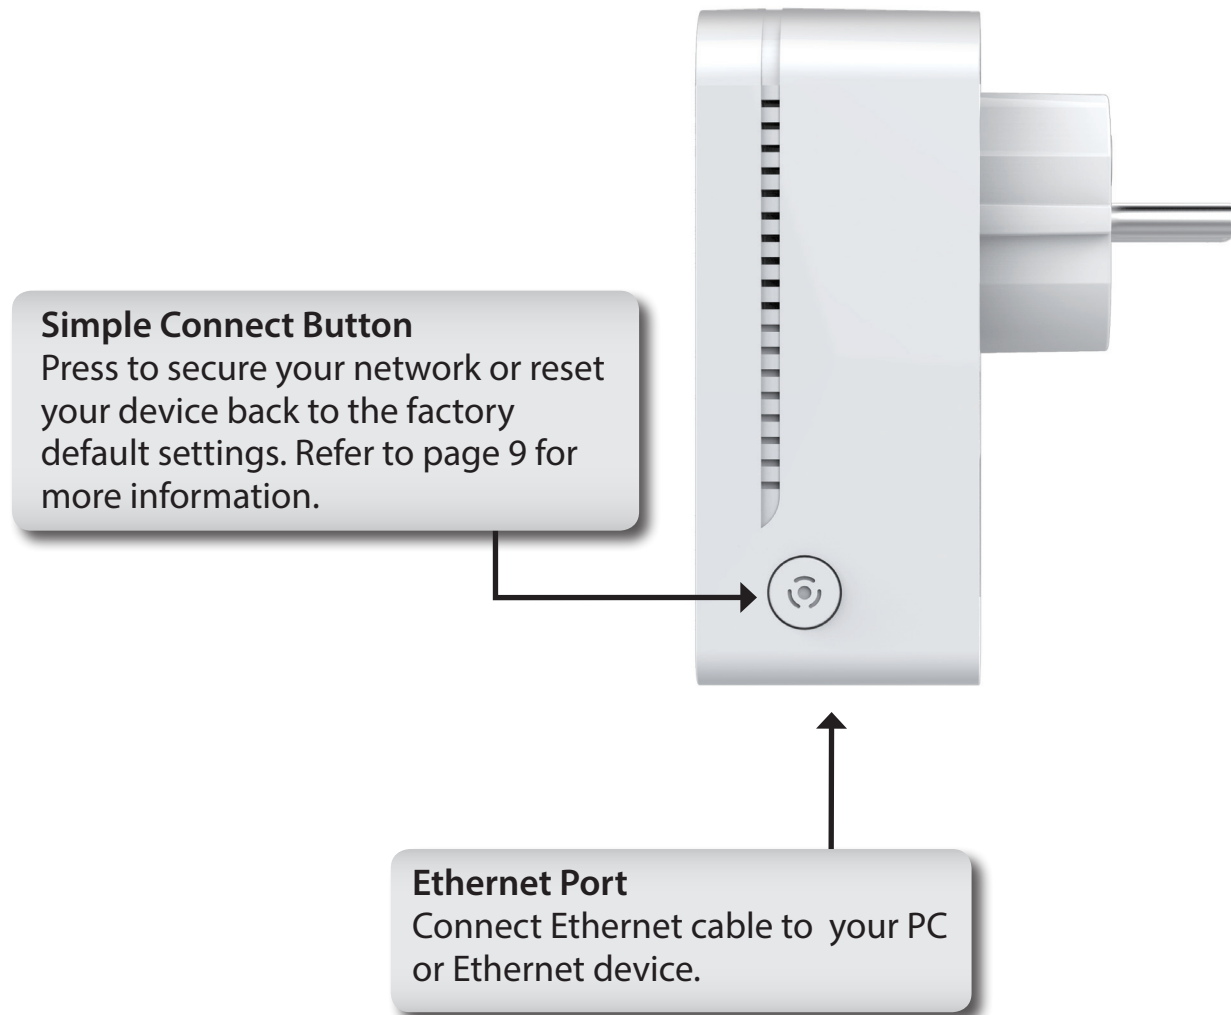 Simple Connect Button
Press to secure your network or reset
your device back to the factory
default settings. Refer to page 9 for
more information.
Ethernet Port
Connect Ethernet cable to  your PC
or Ethernet device.